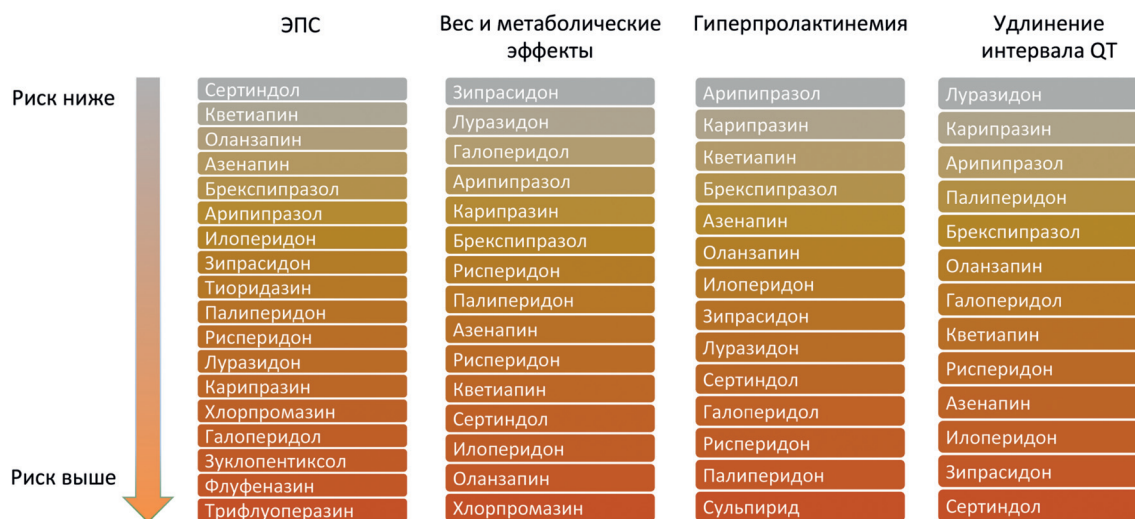 ЭПС
Вес и метаболические
эффекты
Гиперпролактинемия
Удлинение
интервала QT
Риск ниже
Риск выше
Сертиндол
Кветиапин
Оланзапин
Азенапин
Брекспипразол
Арипипразол
Илоперидон
Зипрасидон
Тиоридазин
Палиперидон
Рисперидон
Луразидон
Карипразин
Хлорпромазин
Галоперидол
Зуклопентиксол
Флуфеназин
Трифлуоперазин
Зипрасидон
Луразидон
Галоперидол
Арипипразол
Карипразин
Брекспипразол
Рисперидон
Палиперидон
Азенапин
Рисперидон
Кветиапин
Сертиндол
Илоперидон
Оланзапин
Хлорпромазин
Арипипразол
Карипразин
Кветиапин
Брекспипразол
Азенапин
Оланзапин
Илоперидон
Зипрасидон
Луразидон
Сертиндол
Галоперидол
Рисперидон
Палиперидон
Сульпирид
Луразидон
Карипразин
Арипипразол
Палиперидон
Брекспипразол
Оланзапин
Галоперидол
Кветиапин
Рисперидон
Азенапин
Илоперидон
Зипрасидон
Сертиндол